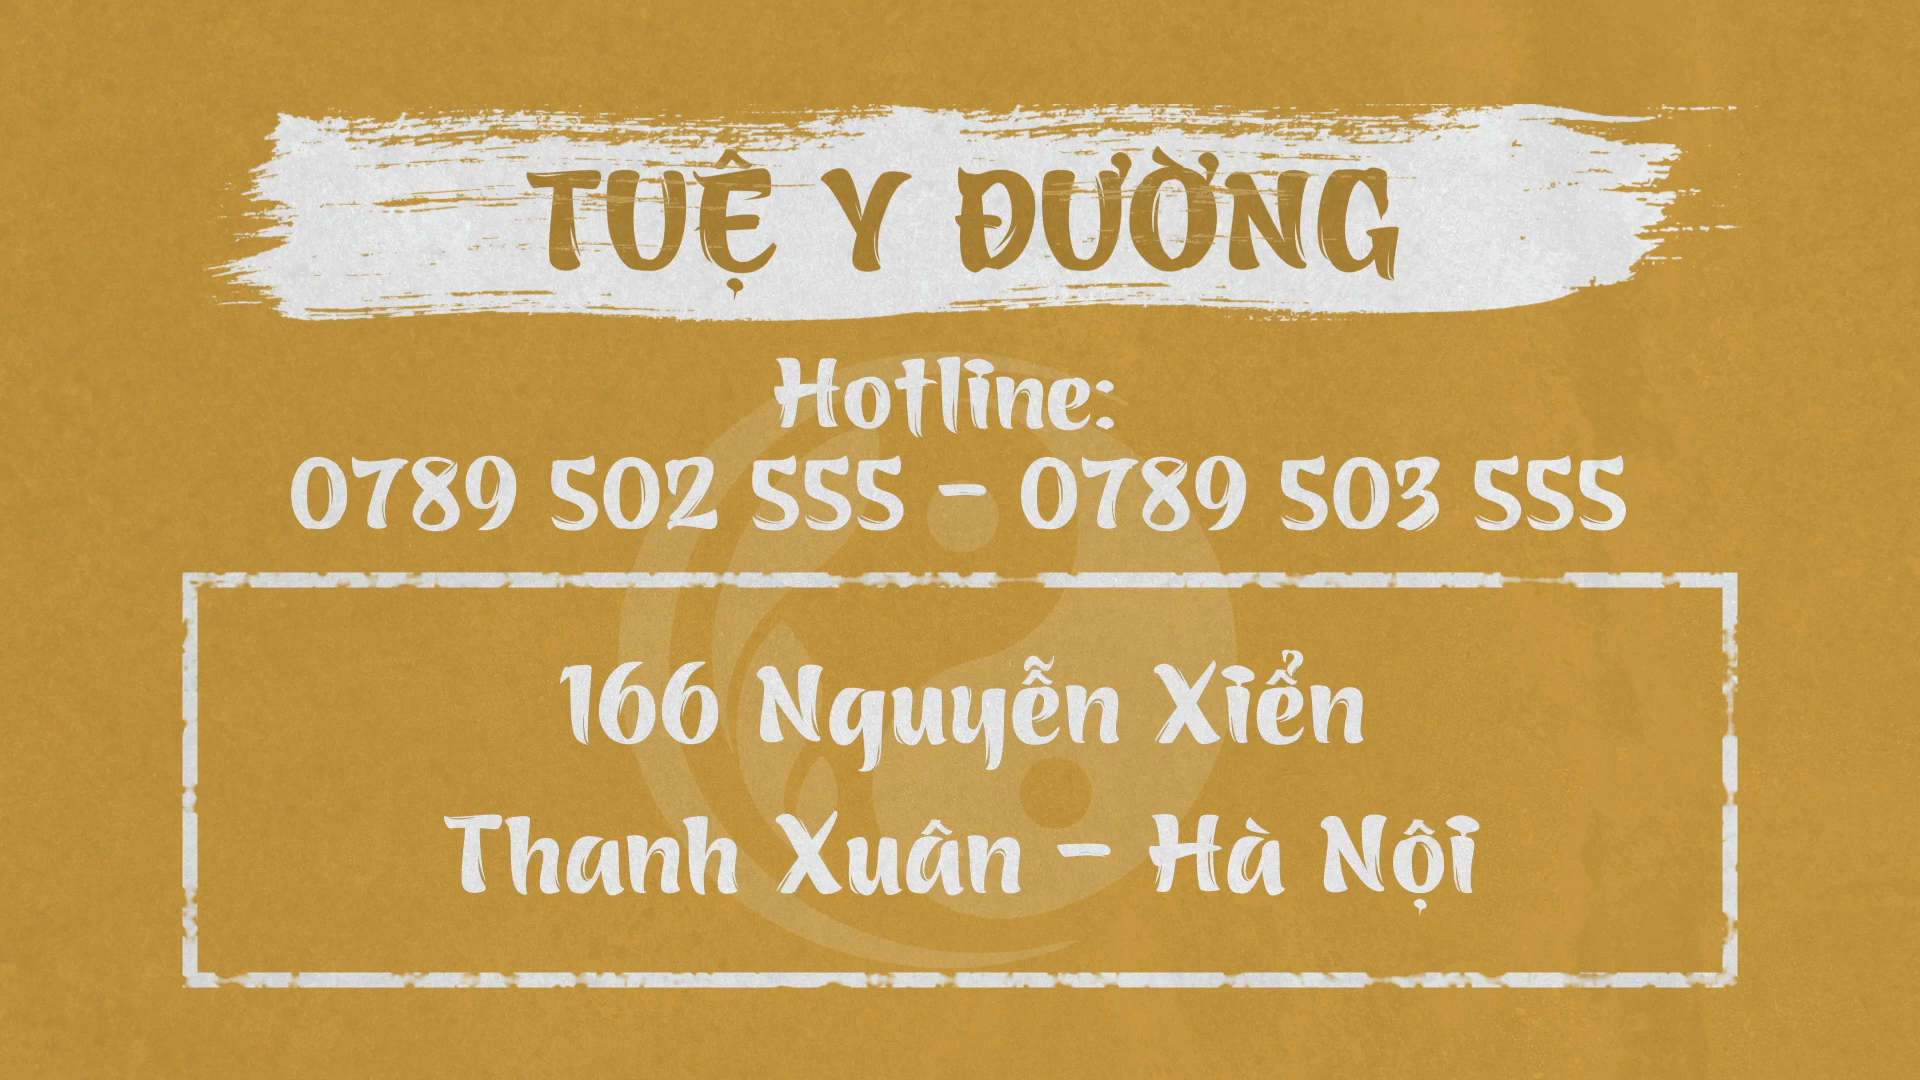 TUỆ Y ĐƯỜNG
Hotline:
0789 502 555 - 0789 503 555
166 Nguyễn Xiển
Thanh Xuân - Hà Nội